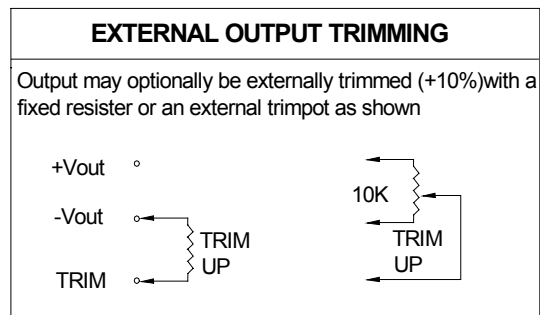 EXTERNAL OUTPUT TRIMMING
Output may optionally be externally trimmed (+10%)with a
fixed resister or an external trimpot as shown
+Vout
-Vout
TRIM
TRIM
UP
10K
TRIM
UP